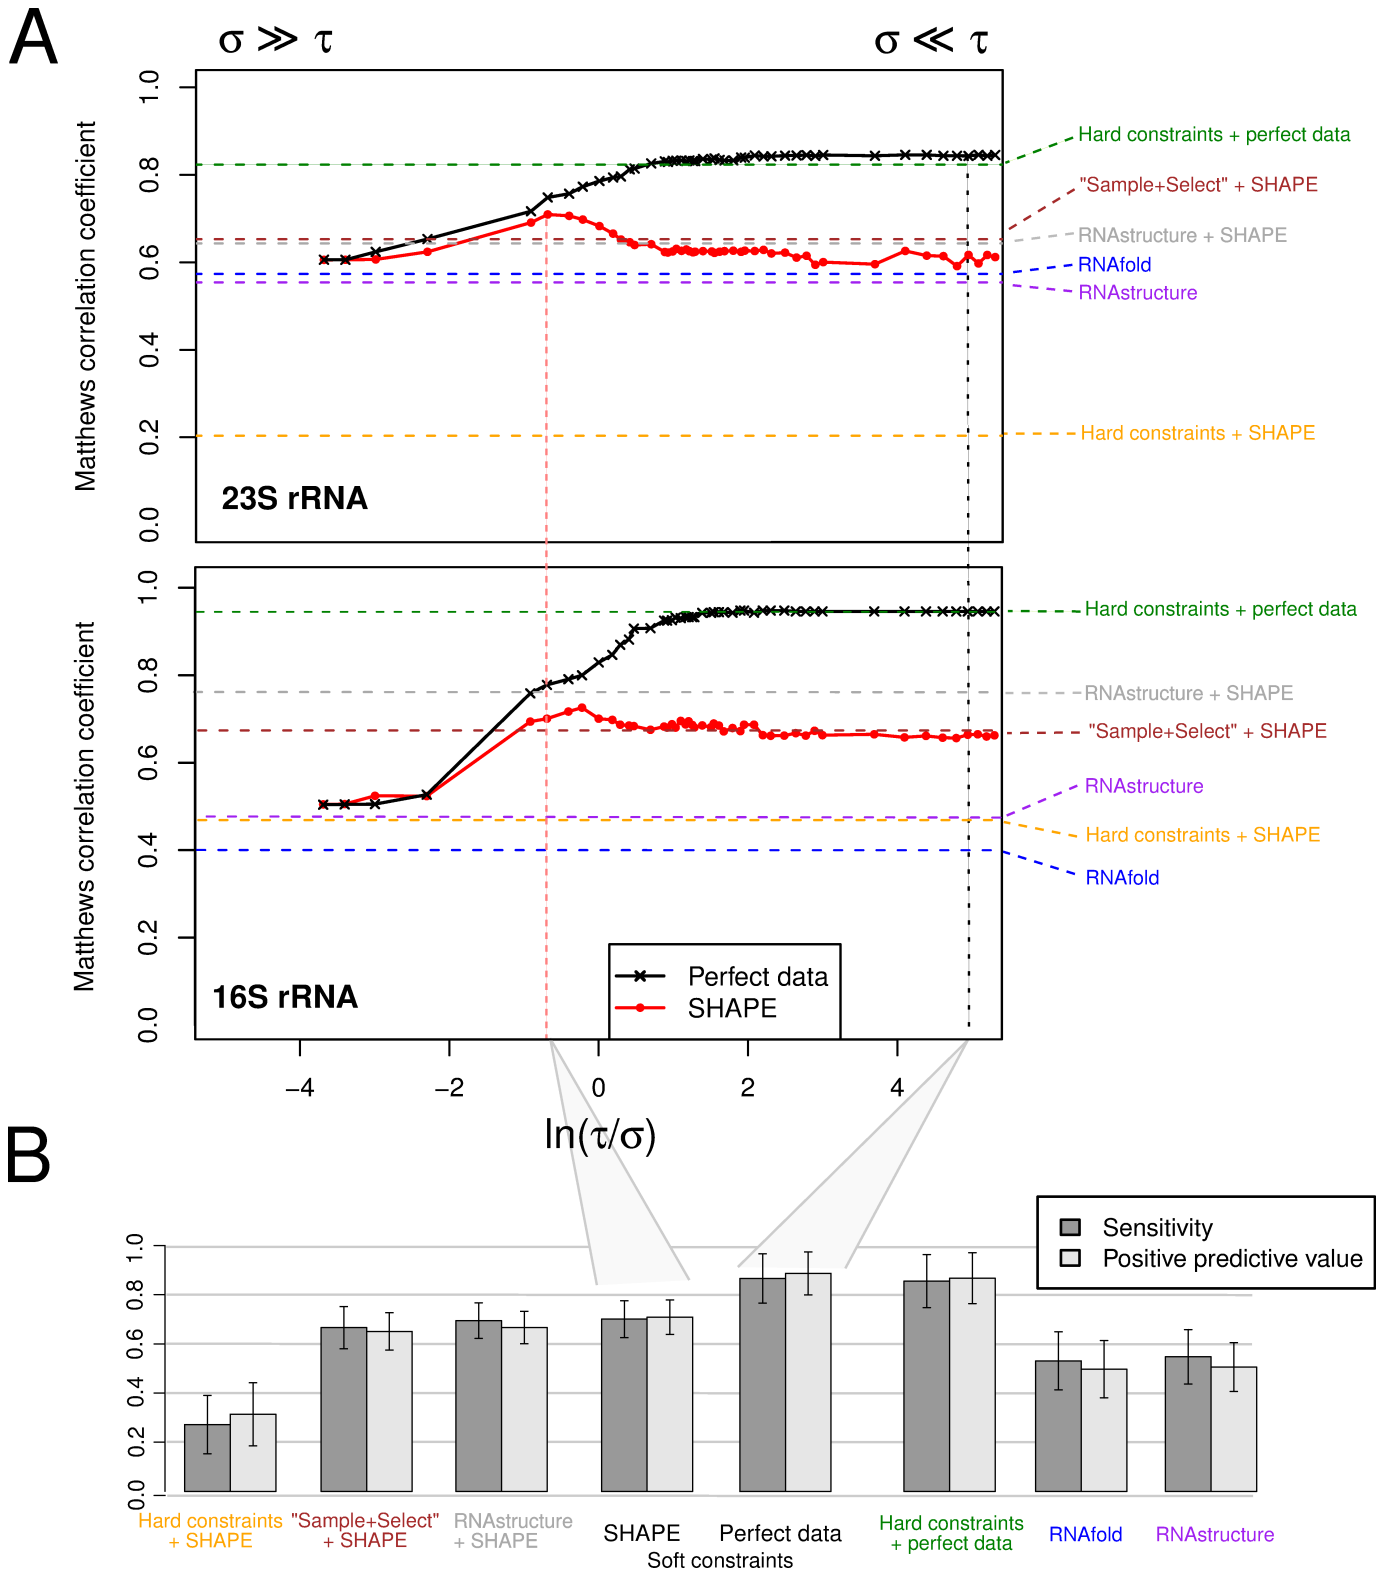 A
σ ≫ τ
σ ≪ τ
Matthews correlation coefficient
1.0
0.8
0.6
0.4
0.2
0.0
Hard constraints + perfect data
"Sample+Select" + SHAPE
RNAstructure + SHAPE
RNAfold
RNAstructure
Hard constraints + SHAPE
23S rRNA
Matthews correlation coefficient
1.0
0.8
0.6
0.4
0.2
0.0
Hard constraints + perfect data
RNAstructure + SHAPE
"Sample+Select" + SHAPE
RNAstructure
Hard constraints + SHAPE
RNAfold
16S rRNA
Perfect data
SHAPE
−4 −2 0 2 4
ln(τ/σ)
B
Sensitivity
Positive predictive value
1.0
0.8
0.6
0.4
0.2
0.0
Hard constraints
+ SHAPE
"Sample+Select"
+ SHAPE
RNAstructure
+ SHAPE
SHAPE
Perfect data
Soft constraints
Hard constraints
+ perfect data
RNAfold
RNAstructure